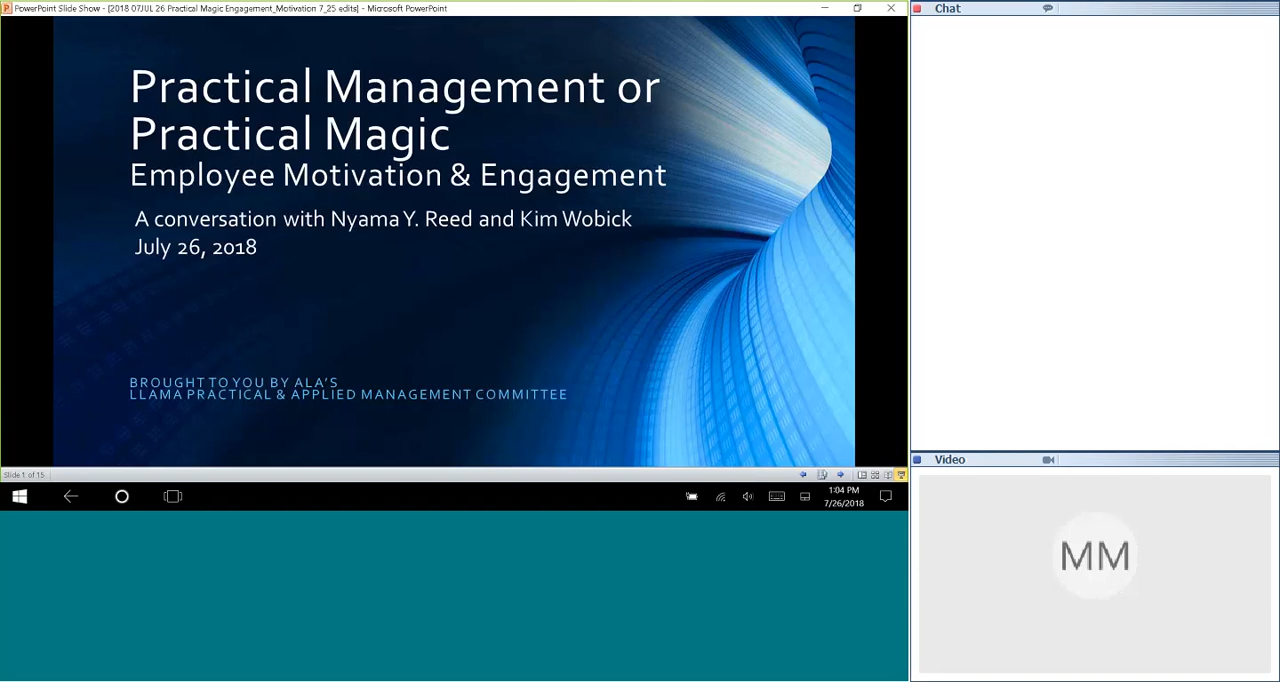 PowerPoint Slide Show - [2018 07JUL 26 Practical Magic Engagement_Motivation 7_25 edits] - Microsoft PowerPoint
Practical Management or
Practical Magic
Employee Motivation & Engagement
A conversation with Nyama Y. Reed and Kim Wobick
July 26, 2018
BROUGHT TO YOU BY ALA'S
LLAMA PRACTICAL & APPLIED MANAGEMENT COMMITTEE
Slide 1 of 15
1:04 PM
7/26/2018
Chat
Video
MM